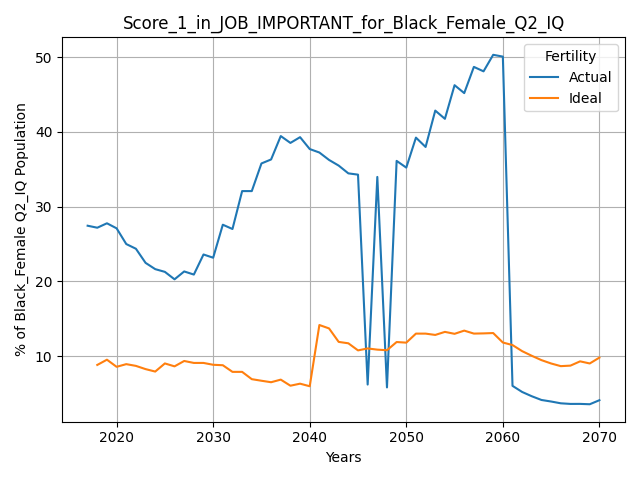 Score_1_in_JOB_IMPORTANT_for_Black_Female_Q2_IQ
Fertility
Actual
Ideal
% of Black_Female Q2_IQ Population
50
40
30
20
10
2020 2030 2040 2050 2060 2070
Years